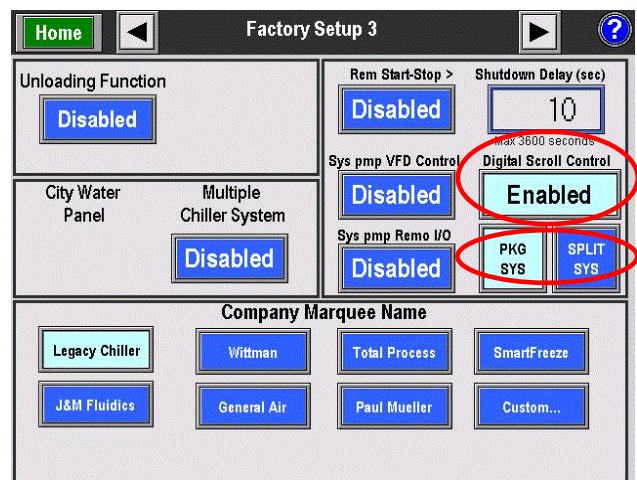 Home
Factory Setup 3
?
Unloading Function
Disabled
Rem Start-Stop >
Disabled
Shutdown Delay (sec)
10
Max 3600 seconds
Sys pmp VFD Control
Disabled
Digital Scroll Control
Enabled
City Water
Panel
Multiple
Chiller System
Disabled
Sys pmp Remo I/O
Disabled
PKG
SYS
SPLIT
SYS
Company Marquee Name
Legacy Chiller
Wittman
Total Process
SmartFreeze
J&M Fluidics
General Air
Paul Mueller
Custom...